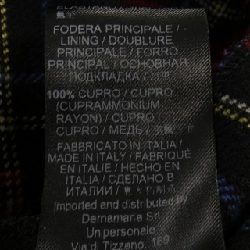 FODERA PRINCIPALE /
LINING / DOUBLURE
PRINCIPALE / FORRO
PRINCIPAL / ОСНОВНАЯ
ПОДКЛАДКА /
100% CUPRO / CUPRO
(CUPRAMMONIUM
RAYON) / CUPRO
CUPRO / МЕДЬ /
FABBRICATO IN ITALIA /
MADE IN ITALY / FABRIQUÉ
EN ITALIE / HECHO EN
ITALIA / СДЕЛАНО В
ИТАЛИИ /
Imported and distributed by
Demamane Srl
Un personale
Via d. Tizzano, 169